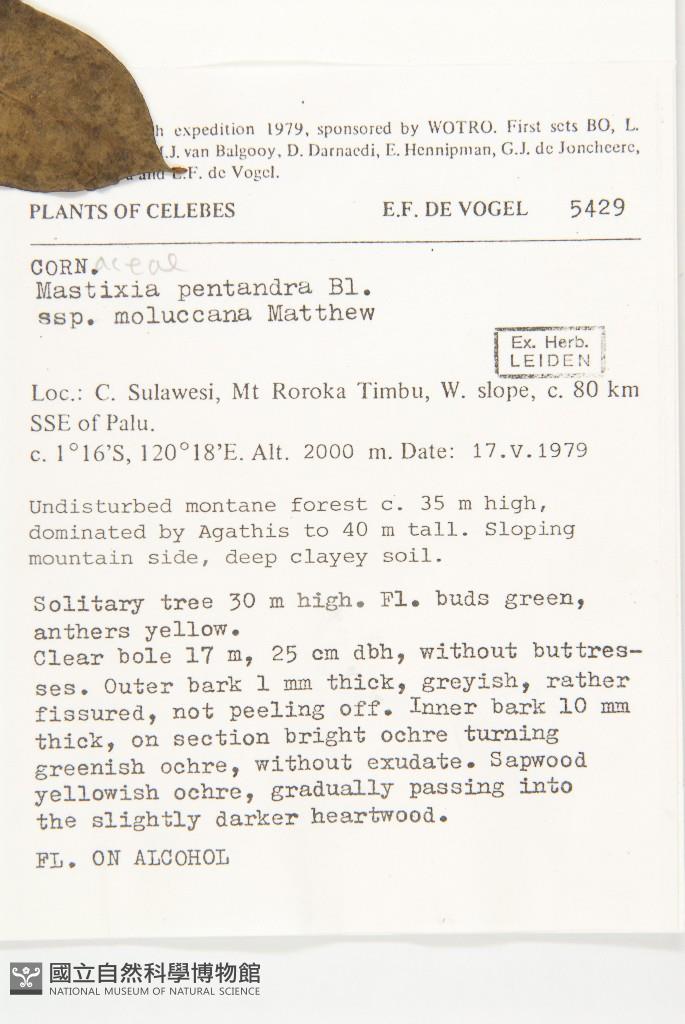 h expedition 1979, sponsored by WOTRO. First sets BO, L.
.J. van Balgooy, D. Darnaedi, E. Hennipman, G.J. de Joncheere,
and E.F. de Vogel.
PLANTS OF CELEBES E.F. DE VOGEL 5429
CORN.aceae
Mastixia pentandra Bl.
ssp. moluccana Matthew
Ex. Herb.
LEIDEN
Loc.: C. Sulawesi, Mt Roroka Timbu, W. slope, c. 80 km
SSE of Palu.
c. 1°16'S, 120°18'E. Alt. 2000 m. Date: 17.V.1979
Undisturbed montane forest c. 35 m high,
dominated by Agathis to 40 m tall. Sloping
mountain side, deep clayey soil.
Solitary tree 30 m high. Fl. buds green,
anthers yellow.
Clear bole 17 m, 25 cm dbh, without buttres-
ses. Outer bark 1 mm thick, greyish, rather
fissured, not peeling off. Inner bark 10 mm
thick, on section bright ochre turning
greenish ochre, without exudate. Sapwood
yellowish ochre, gradually passing into
the slightly darker heartwood.
FL. ON ALCOHOL
國立自然科學博物館
NATIONAL MUSEUM OF NATURAL SCIENCE